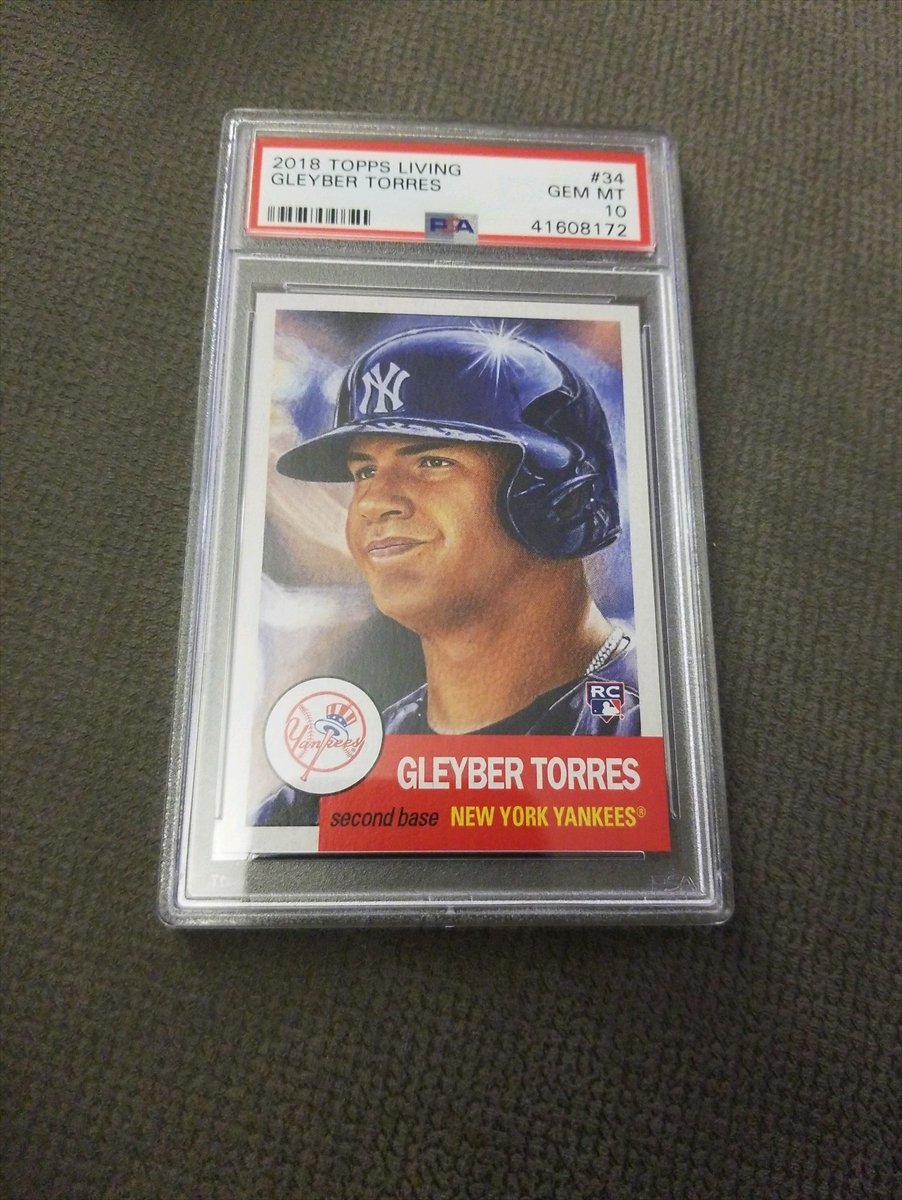 2018 TOPPS LIVING #34
GLEYBER TORRES GEM MT
10
PSA 41608172
NY
RC
Yankees
GLEYBER TORRES
second base NEW YORK YANKEES®
PSA